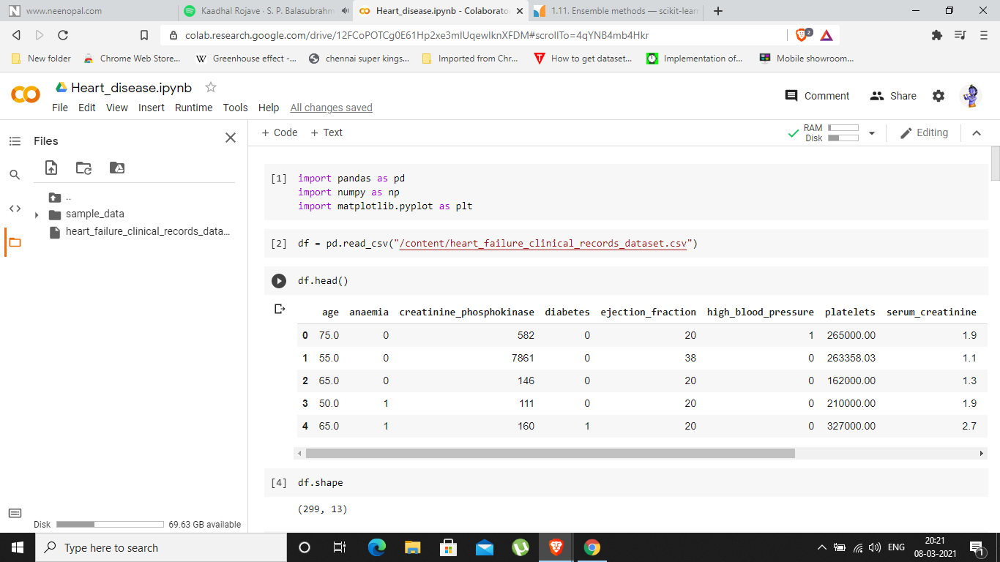 www.neenopal.com
Kaadhal Rojave · S. P. Balasubrahm
Heart_disease.ipynb - Colaborato
1.11. Ensemble methods — scikit-lear
colab.research.google.com/drive/12FCoPOTCg0E61Hp2xe3mIUqewIknXFDM#scrollTo=4qYNB4mb4Hkr
2
New folder
Chrome Web Store...
W Greenhouse effect -...
chennai super kings...
Imported from Chr...
How to get dataset...
Implementation of...
Mobile showroom...
Heart_disease.ipynb
File Edit View Insert Runtime Tools Help All changes saved
Comment
Share
Files
+ Code + Text
RAM
Disk
Editing
..
sample_data
heart_failure_clinical_records_data...
Disk 69.63 GB available
[1] import pandas as pd
import numpy as np
import matplotlib.pyplot as plt
[2] df = pd.read_csv("/content/heart_failure_clinical_records_dataset.csv")
df.head()
age anaemia creatinine_phosphokinase diabetes ejection_fraction high_blood_pressure platelets serum_creatinine
0 75.0 0 582 0 20 1 265000.00 1.9
1 55.0 0 7861 0 38 0 263358.03 1.1
2 65.0 0 146 0 20 0 162000.00 1.3
3 50.0 1 111 0 20 0 210000.00 1.9
4 65.0 1 160 1 20 0 327000.00 2.7
[4] df.shape
(299, 13)
Type here to search
ENG
20:21
08-03-2021
1